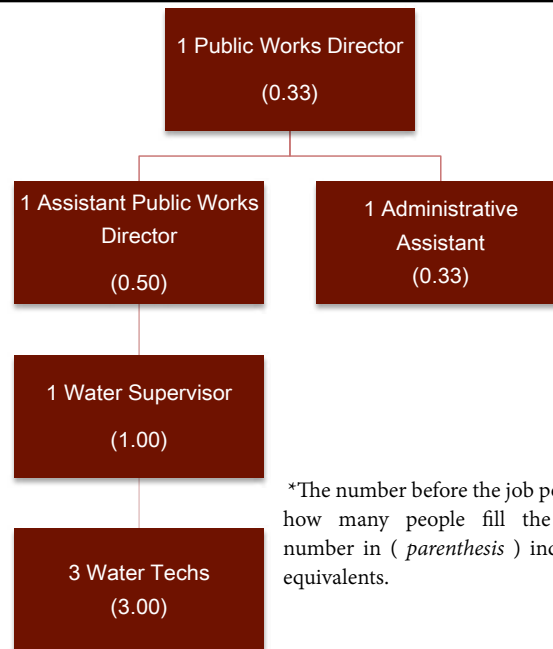 1 Public Works Director
(0.33)
1 Assistant Public Works
Director
(0.50)
1 Administrative
Assistant
(0.33)
1 Water Supervisor
(1.00)
3 Water Techs
(3.00)
*The number before the job
how many people fill the
number in ( parenthesis )
equivalents.